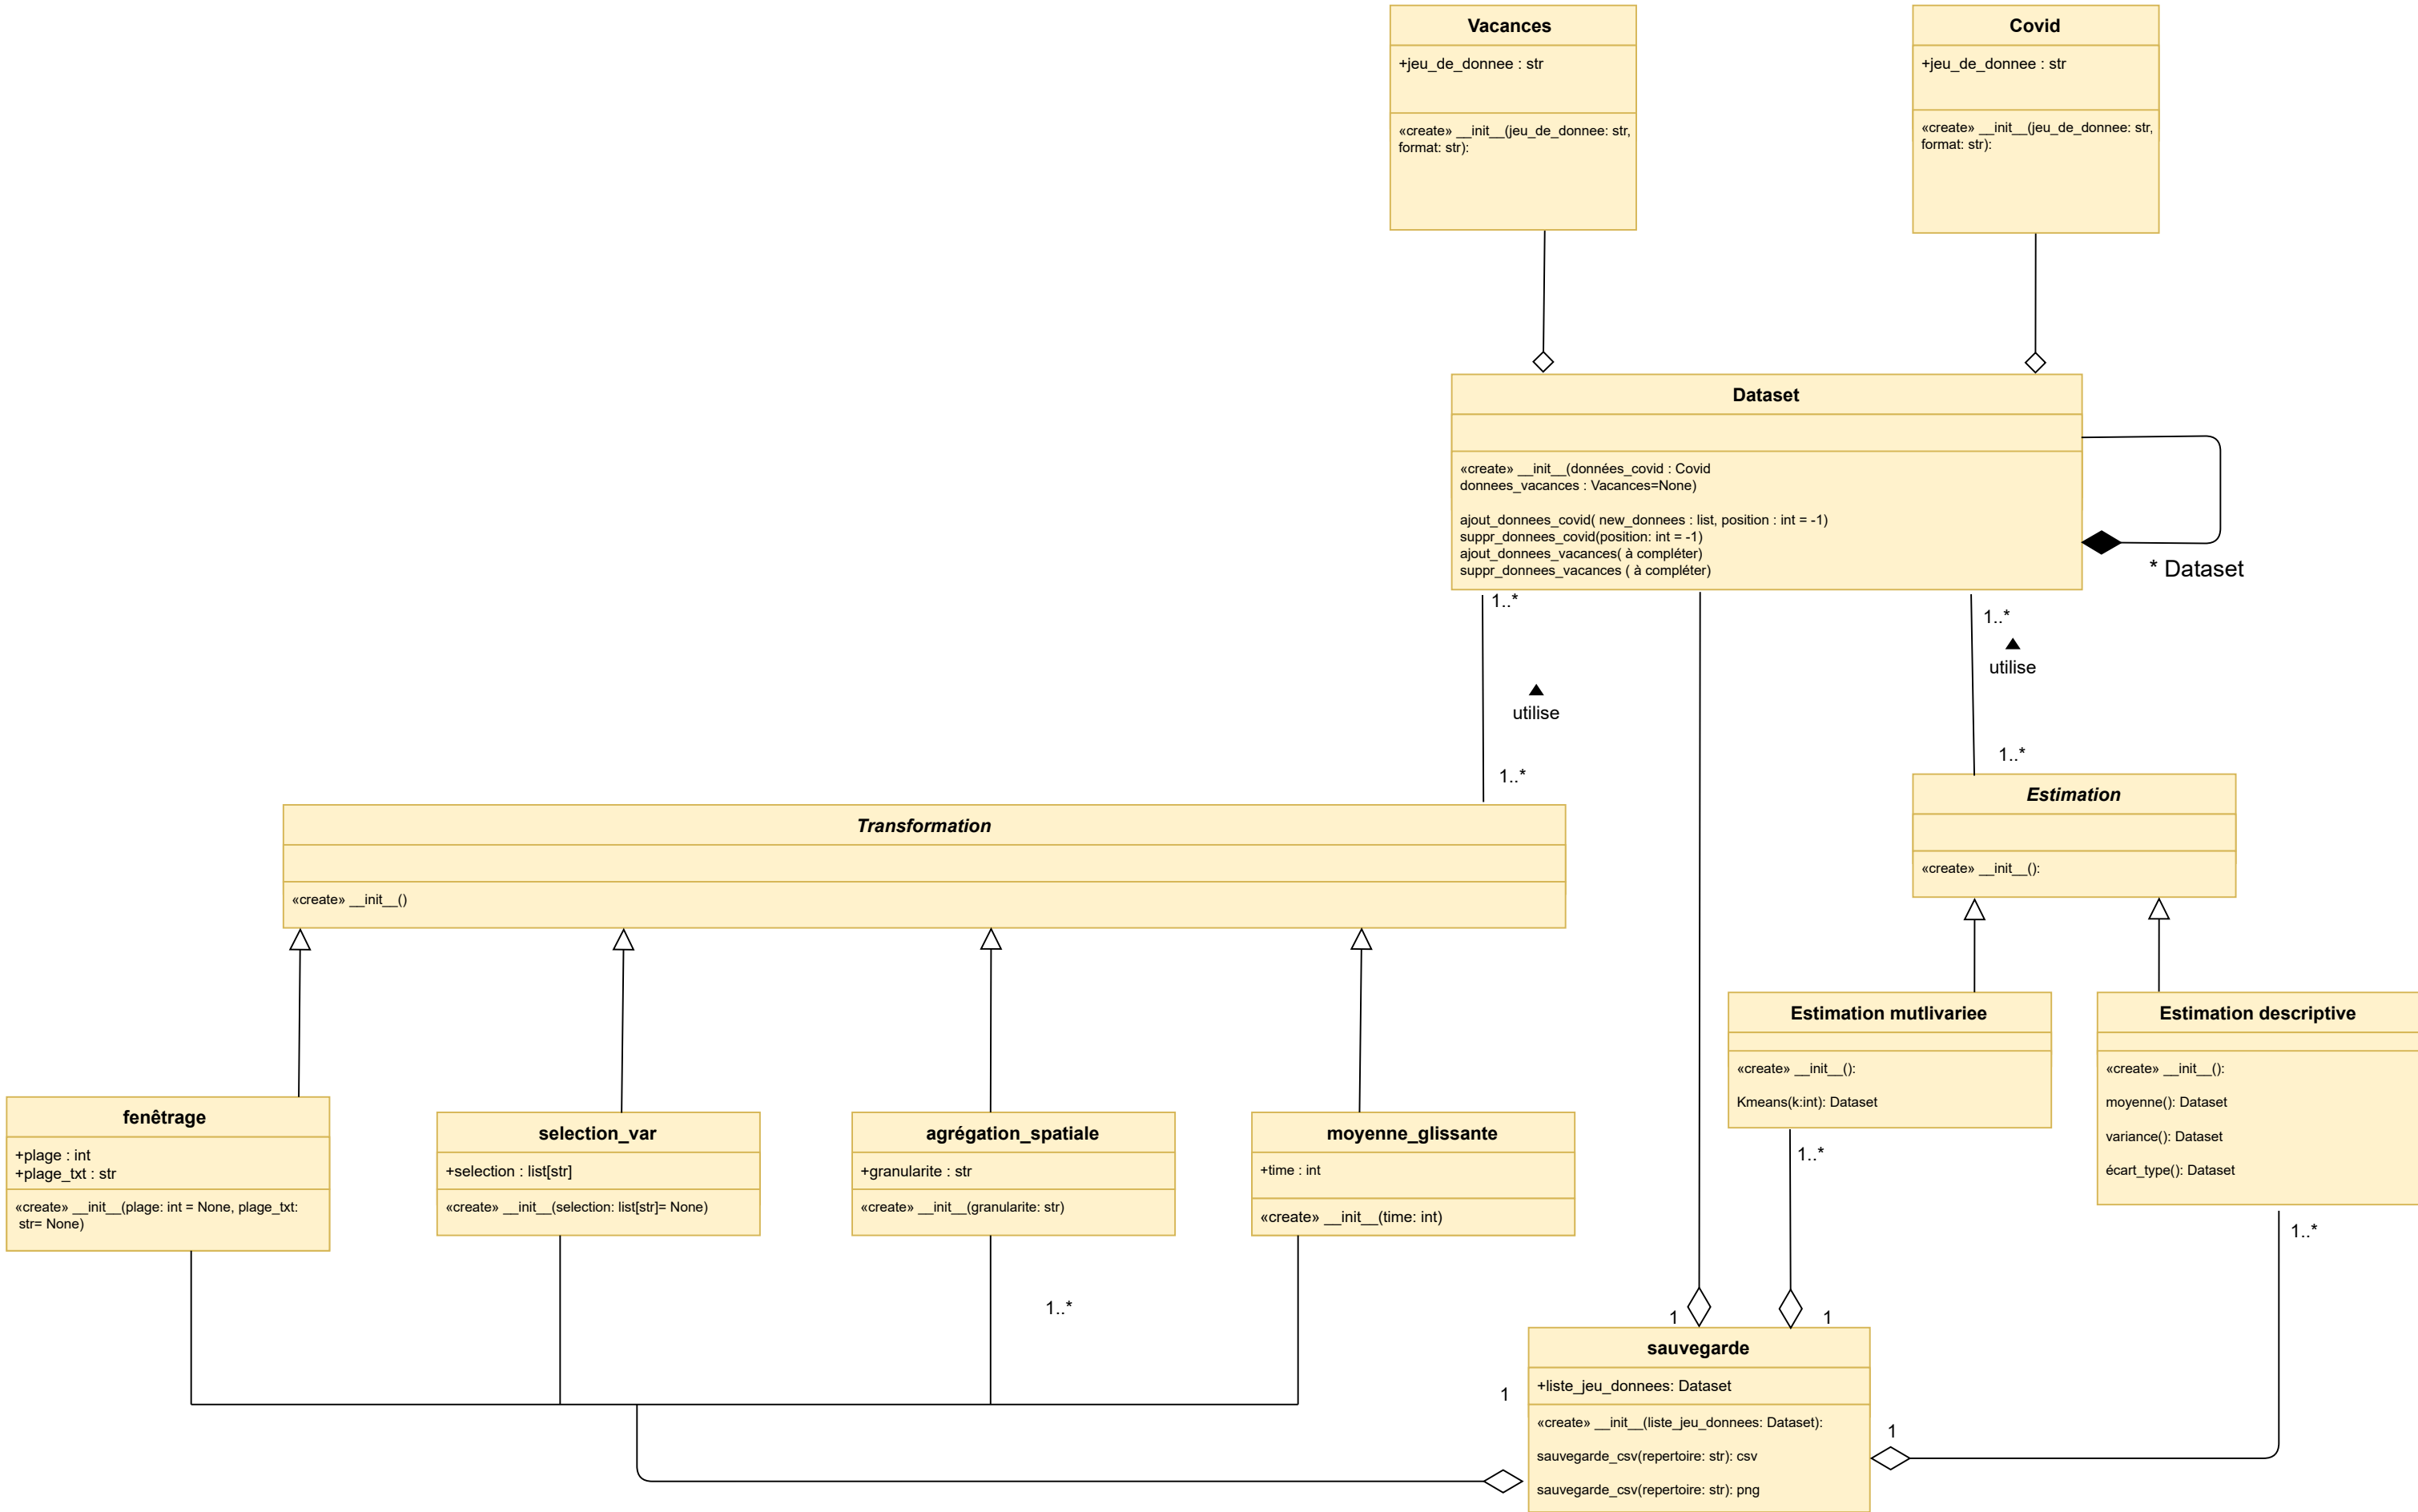 Vacances
+jeu_de_donnee : str
«create» __init__(jeu_de_donnee: str,
format: str):
Covid
+jeu_de_donnee : str
«create» __init__(jeu_de_donnee: str,
format: str):
Dataset
«create» __init__(données_covid : Covid
donnees_vacances : Vacances=None)
ajout_donnees_covid( new_donnees : list, position : int = -1)
suppr_donnees_covid(position: int = -1)
ajout_donnees_vacances( à compléter)
suppr_donnees_vacances ( à compléter)
* Dataset
1..*
utilise
1..*
1..*
utilise
1..*
Transformation
«create» __init__()
Estimation
«create» __init__():
Estimation mutlivariee
«create» __init__():
Kmeans(k:int): Dataset
1..*
Estimation descriptive
«create» __init__():
moyenne(): Dataset
variance(): Dataset
écart_type(): Dataset
1..*
fenêtrage
+plage : int
+plage_txt : str
«create» __init__(plage: int = None, plage_txt:
str= None)
selection_var
+selection : list[str]
«create» __init__(selection: list[str]= None)
agrégation_spatiale
+granularite : str
«create» __init__(granularite: str)
moyenne_glissante
+time : int
«create» __init__(time: int)
1..*
1
1
1
1
sauvegarde
+liste_jeu_donnees: Dataset
«create» __init__(liste_jeu_donnees: Dataset):
sauvegarde_csv(repertoire: str): csv
sauvegarde_csv(repertoire: str): png